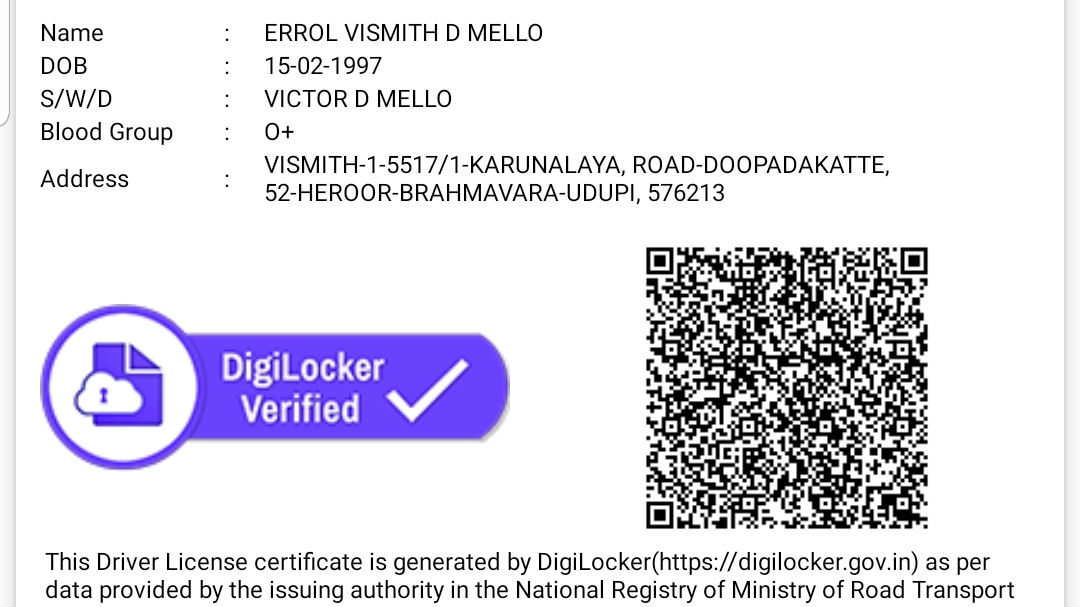 Name : ERROL VISMITH D MELLO
DOB : 15-02-1997
S/W/D : VICTOR D MELLO
Blood Group : O+
Address : VISMITH-1-5517/1-KARUNALAYA, ROAD-DOOPADAKATTE,
52-HEROOR-BRAHMAVARA-UDUPI, 576213
DigiLocker
Verified
This Driver License certificate is generated by DigiLocker(https://digilocker.gov.in) as per
data provided by the issuing authority in the National Registry of Ministry of Road Transport